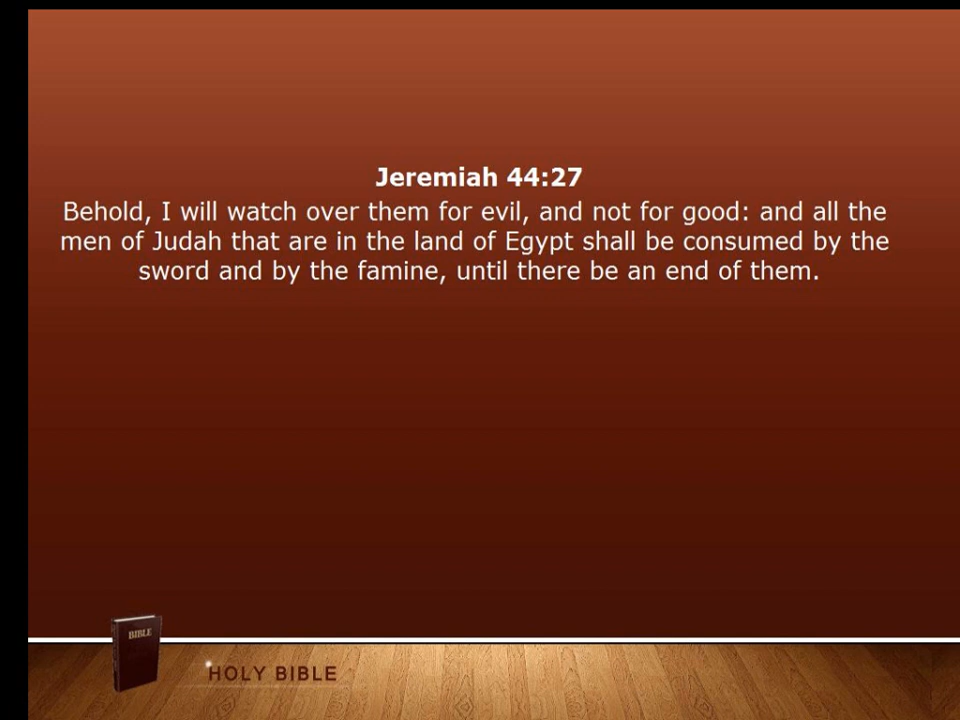 Jeremiah 44:27
Behold, I will watch over them for evil, and not for good: and all the
men of Judah that are in the land of Egypt shall be consumed by the
sword and by the famine, until there be an end of them.
BIBLE
HOLY BIBLE